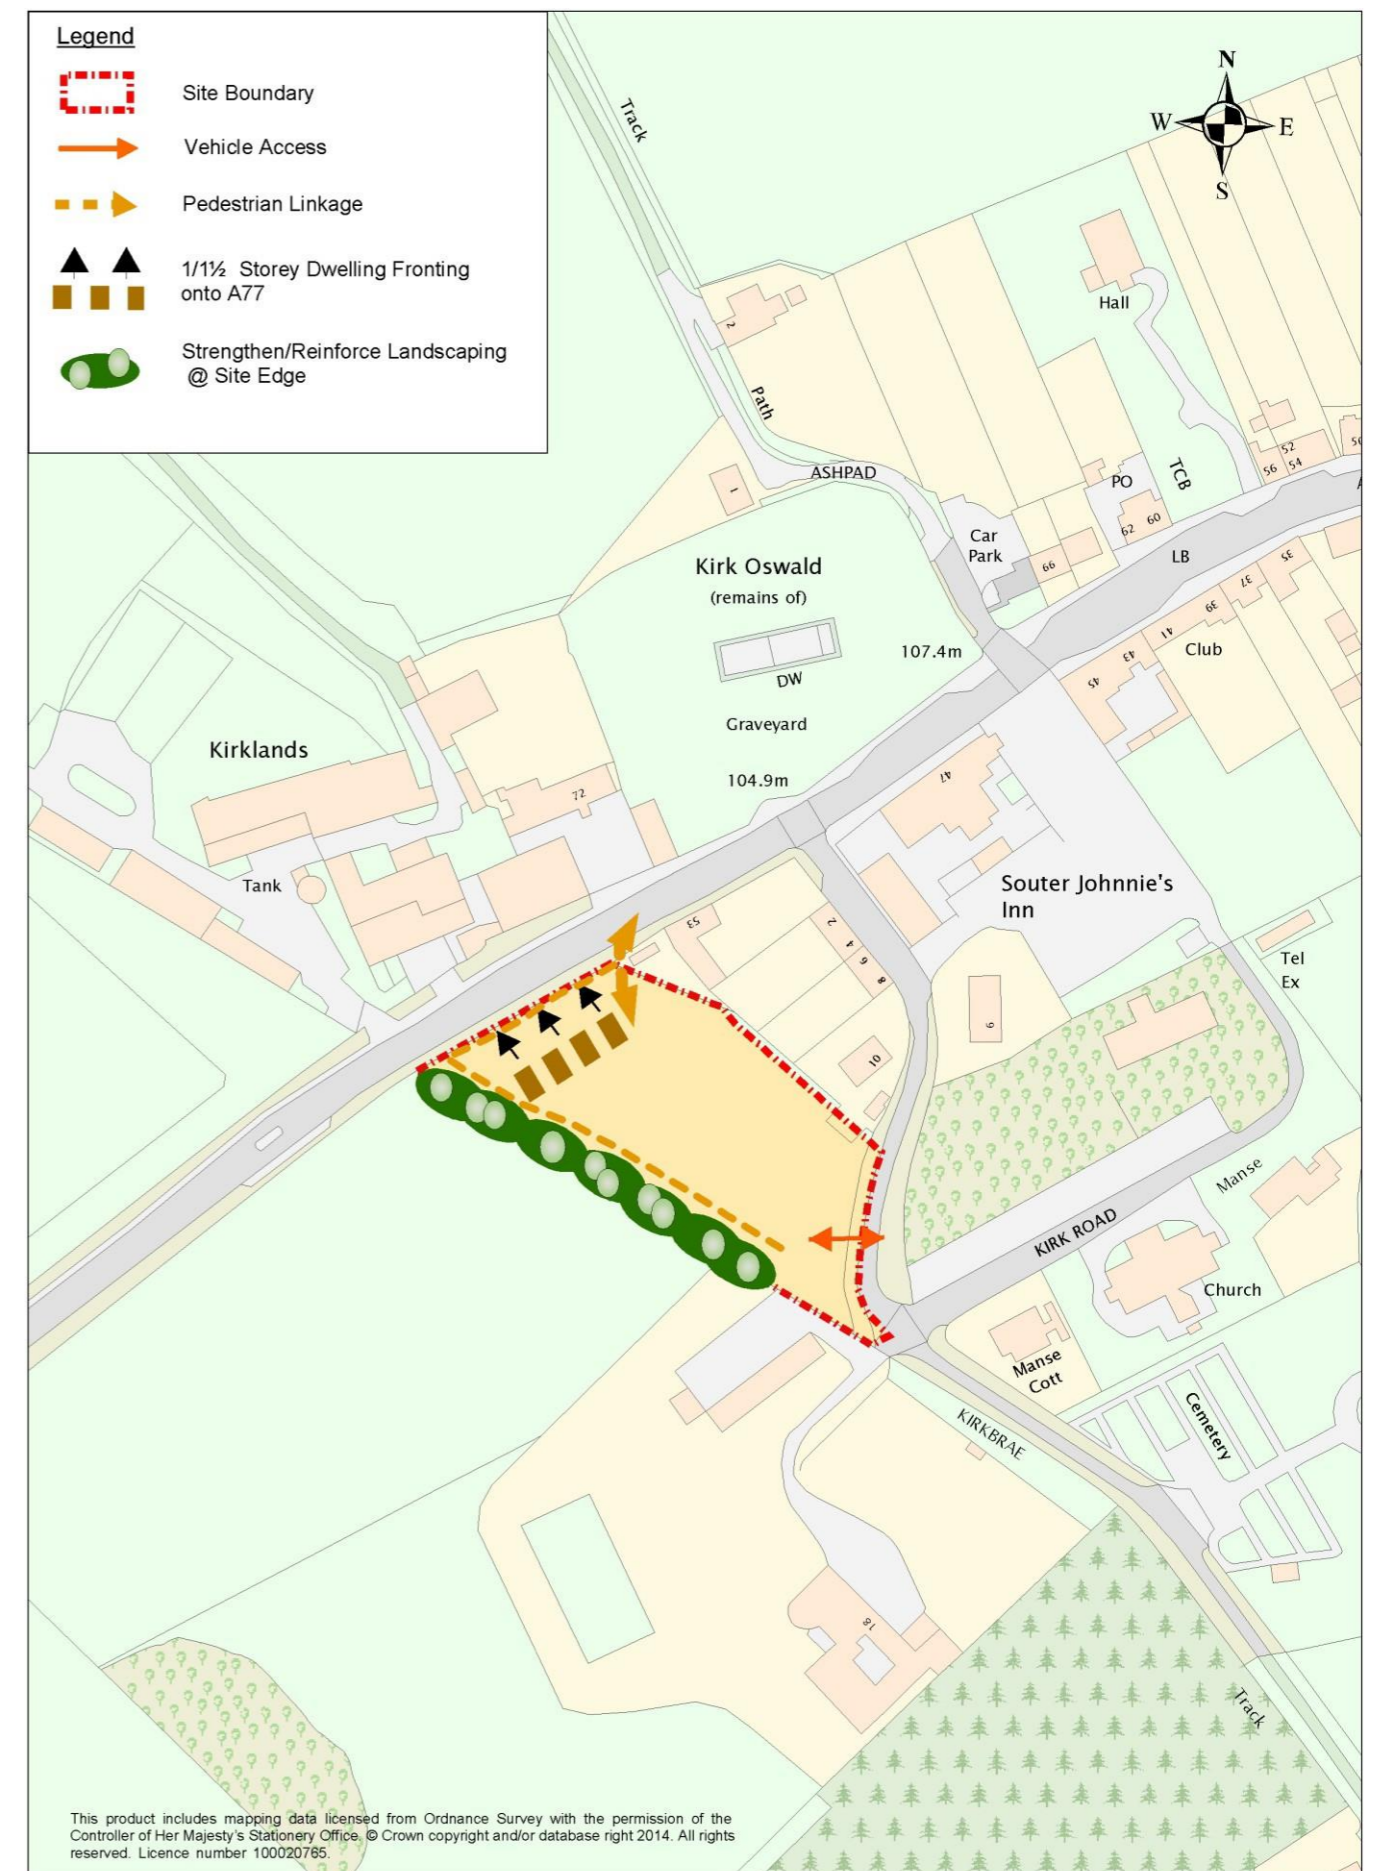 Legend
Site Boundary
Vehicle Access
Pedestrian Linkage
1/1½ Storey Dwelling Fronting
onto A77
Strengthen/Reinforce Landscaping
@ Site Edge
N
W
E
S
Track
Hall
2
Path
52
54
56
TCB
PO
62
60
ASHPAD
1
Car
Park
66
LB
35
37
39
41
43
45
Club
Kirk Oswald
(remains of)
107.4m
DW
Graveyard
104.9m
Kirklands
72
47
Tank
Souter Johnnie's
Inn
53
2
4
6
8
Tel
Ex
9
10
Manse
KIRK ROAD
Church
Manse
Cott
Cemetery
KIRKBRAE
18
Track
This product includes mapping data licensed from Ordnance Survey with the permission of the
Controller of Her Majesty's Stationery Office. © Crown copyright and/or database right 2014. All rights
reserved. Licence number 100020765.